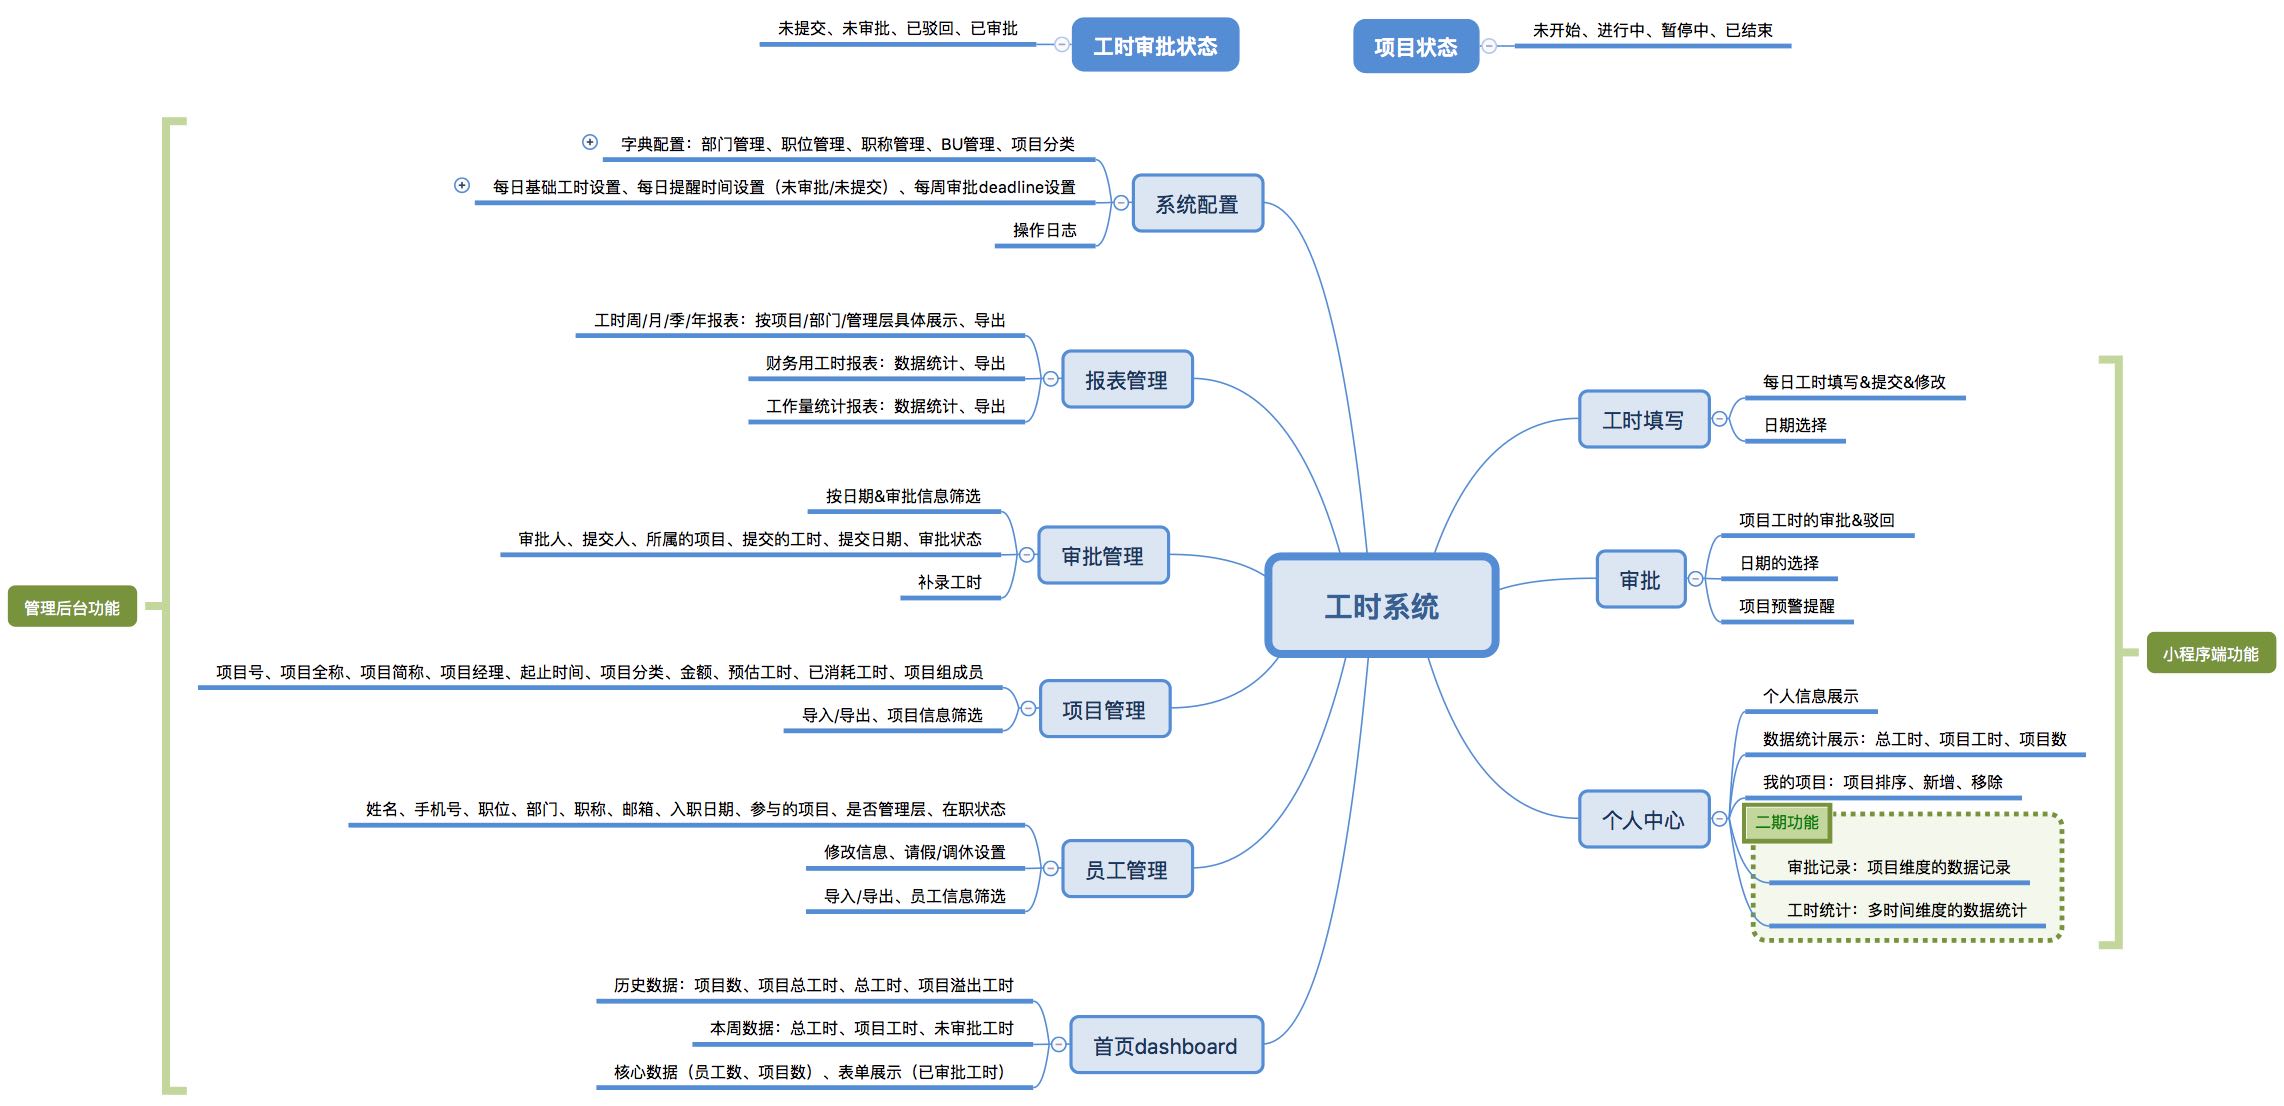 未提交、未审批、已驳回、已审批
工时审批状态
项目状态
未开始、进行中、暂停中、已结束
字典配置：部门管理、职位管理、职称管理、BU管理、项目分类
每日基础工时设置、每日提醒时间设置（未审批/未提交）、每周审批deadline设置
操作日志
系统配置
工时周/月/季/年报表：按项目/部门/管理层具体展示、导出
财务用工时报表：数据统计、导出
工作量统计报表：数据统计、导出
报表管理
按日期&审批信息筛选
审批人、提交人、所属的项目、提交的工时、提交日期、审批状态
补录工时
审批管理
管理后台功能
项目号、项目全称、项目简称、项目经理、起止时间、项目分类、金额、预估工时、已消耗工时、项目组成员
导入/导出、项目信息筛选
项目管理
姓名、手机号、职位、部门、职称、邮箱、入职日期、参与的项目、是否管理层、在职状态
修改信息、请假/调休设置
导入/导出、员工信息筛选
员工管理
历史数据：项目数、项目总工时、总工时、项目溢出工时
本周数据：总工时、项目工时、未审批工时
核心数据（员工数、项目数）、表单展示（已审批工时）
首页dashboard
工时系统
工时填写
每日工时填写&提交&修改
日期选择
审批
项目工时的审批&驳回
日期的选择
项目预警提醒
个人中心
个人信息展示
数据统计展示：总工时、项目工时、项目数
我的项目：项目排序、新增、移除
二期功能
审批记录：项目维度的数据记录
工时统计：多时间维度的数据统计
小程序端功能